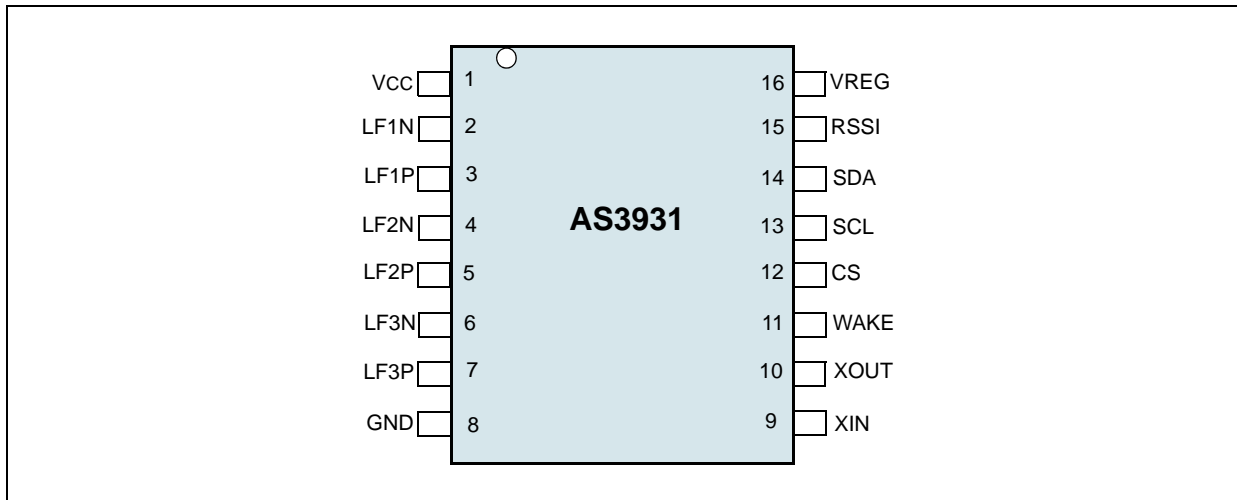 VCC 1 16 VREG
LF1N 2 15 RSSI
LF1P 3 14 SDA
LF2N 4 AS3931 13 SCL
LF2P 5 12 CS
LF3N 6 11 WAKE
LF3P 7 10 XOUT
GND 8 9 XIN